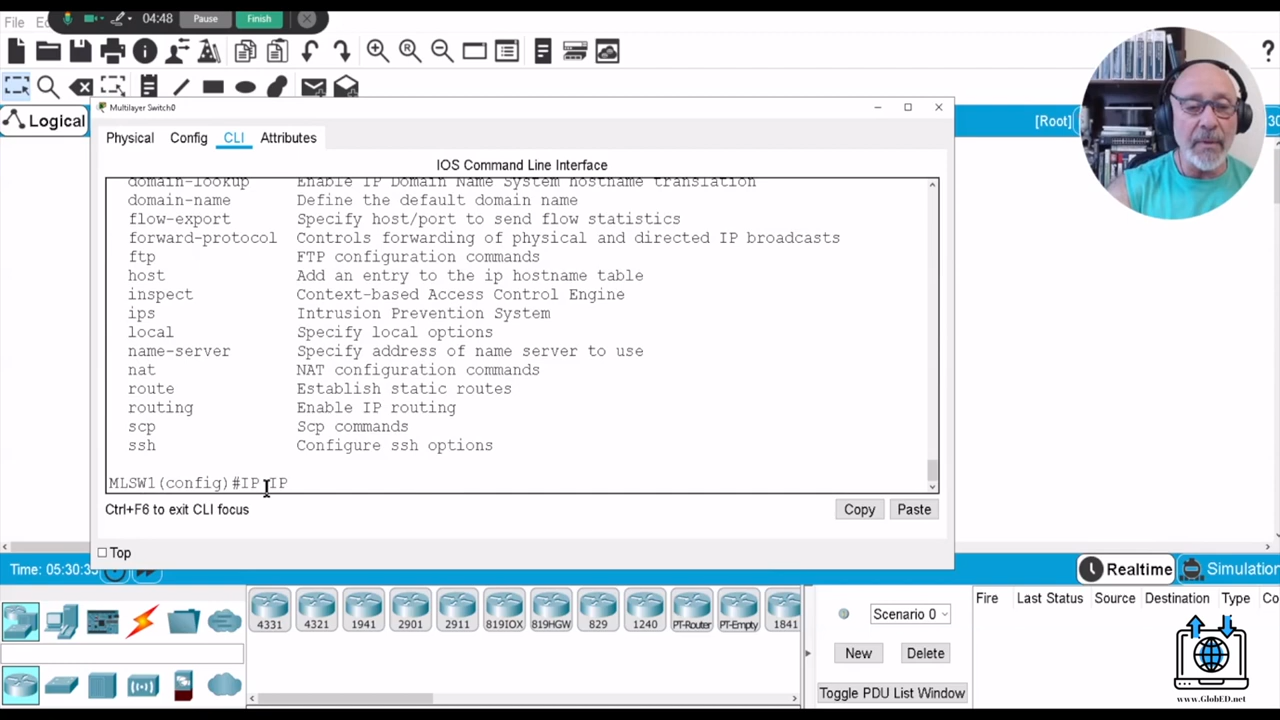 File
04:48
Pause
Finish
Multilayer Switch0
Logical
[Root]
Physical
Config
CLI
Attributes
IOS Command Line Interface
domain-lookup Enable IP Domain Name System hostname translation
domain-name Define the default domain name
flow-export Specify host/port to send flow statistics
forward-protocol Controls forwarding of physical and directed IP broadcasts
ftp FTP configuration commands
host Add an entry to the ip hostname table
inspect Context-based Access Control Engine
ips Intrusion Prevention System
local Specify local options
name-server Specify address of name server to use
nat NAT configuration commands
route Establish static routes
routing Enable IP routing
scp Scp commands
ssh Configure ssh options
MLSW1(config)#IP IP
Ctrl+F6 to exit CLI focus
Copy
Paste
Top
Time: 05:30:3
Realtime
Simulation
4331
4321
1941
2901
2911
819IOX
819HGW
829
1240
PT-Router
PT-Empty
1841
Scenario 0
New
Delete
Toggle PDU List Window
Fire Last Status Source Destination Type Co
www.GlobED.net